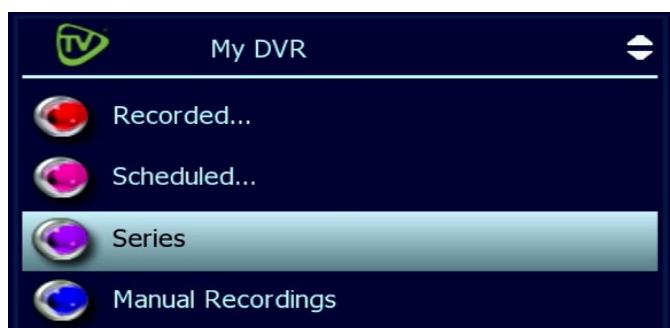 TV
My DVR
Recorded...
Scheduled...
Series
Manual Recordings